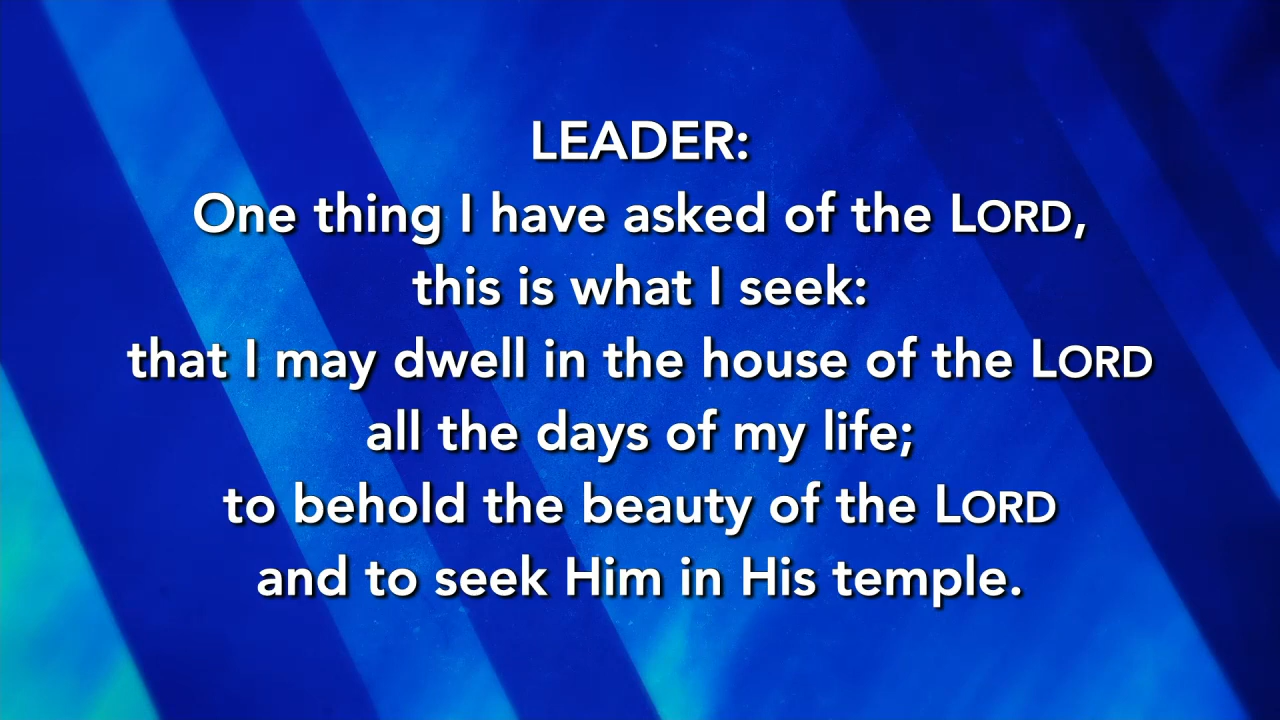 LEADER:
One thing I have asked of the LORD,
this is what I seek:
that I may dwell in the house of the LORD
all the days of my life;
to behold the beauty of the LORD
and to seek Him in His temple.